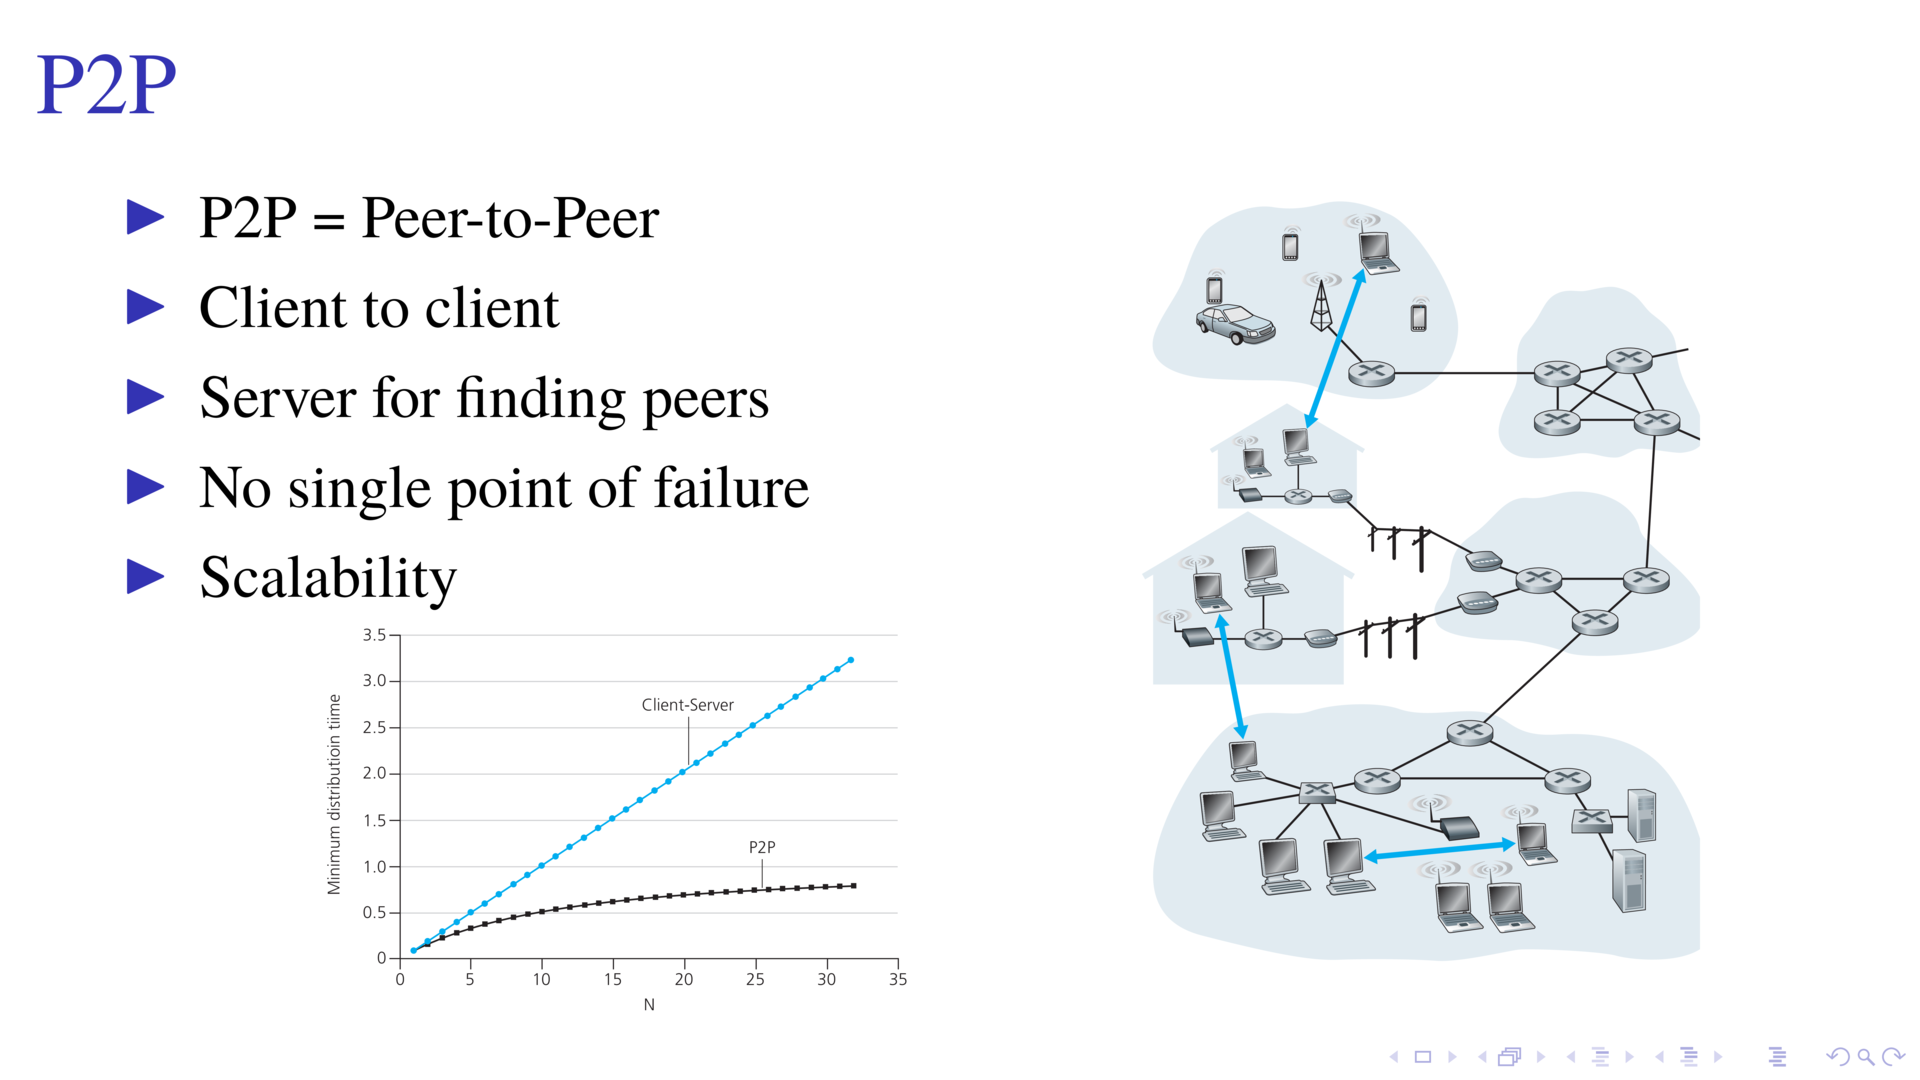 P2P
P2P = Peer-to-Peer
Client to client
Server for finding peers
No single point of failure
Scalability
3.5
3.0
2.5
2.0
1.5
1.0
0.5
0
Minimum distributioin tiime
Client-Server
P2P
0 5 10 15 20 25 30 35
N